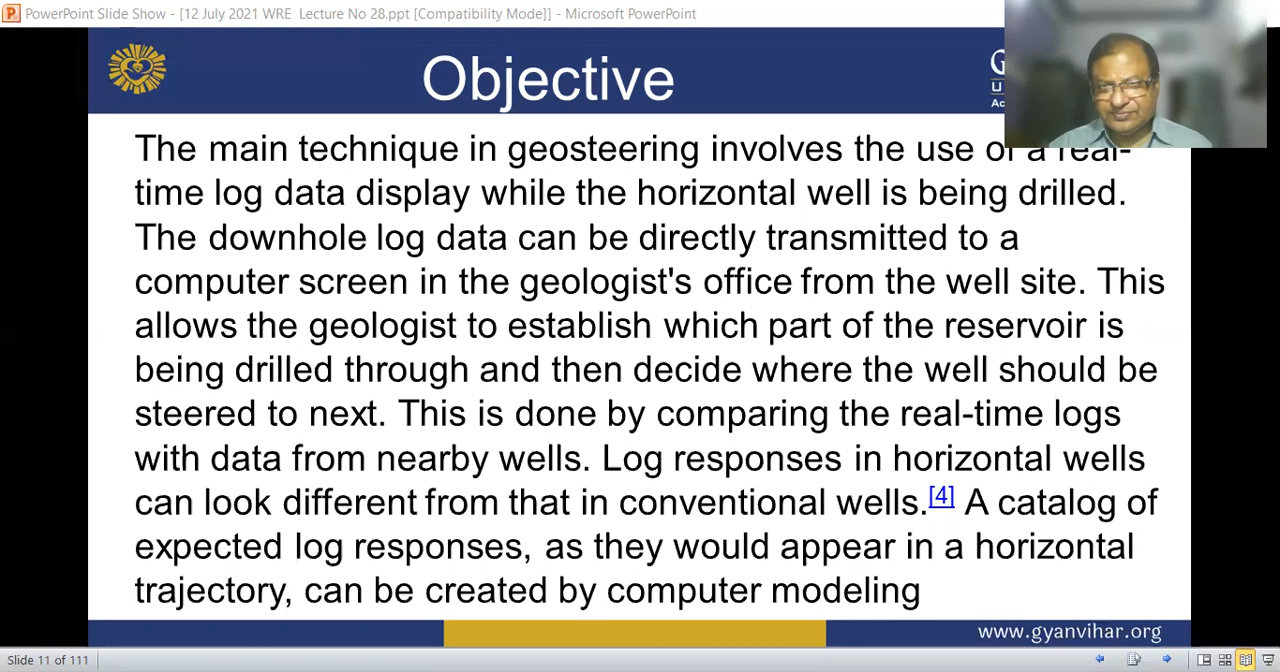 PowerPoint Slide Show - [12 July 2021 WRE Lecture No 28.ppt [Compatibility Mode]] - Microsoft PowerPoint
Objective
The main technique in geosteering involves the use of a real-
time log data display while the horizontal well is being drilled.
The downhole log data can be directly transmitted to a
computer screen in the geologist's office from the well site. This
allows the geologist to establish which part of the reservoir is
being drilled through and then decide where the well should be
steered to next. This is done by comparing the real-time logs
with data from nearby wells. Log responses in horizontal wells
can look different from that in conventional wells.[4] A catalog of
expected log responses, as they would appear in a horizontal
trajectory, can be created by computer modeling
www.gyanvihar.org
Slide 11 of 111